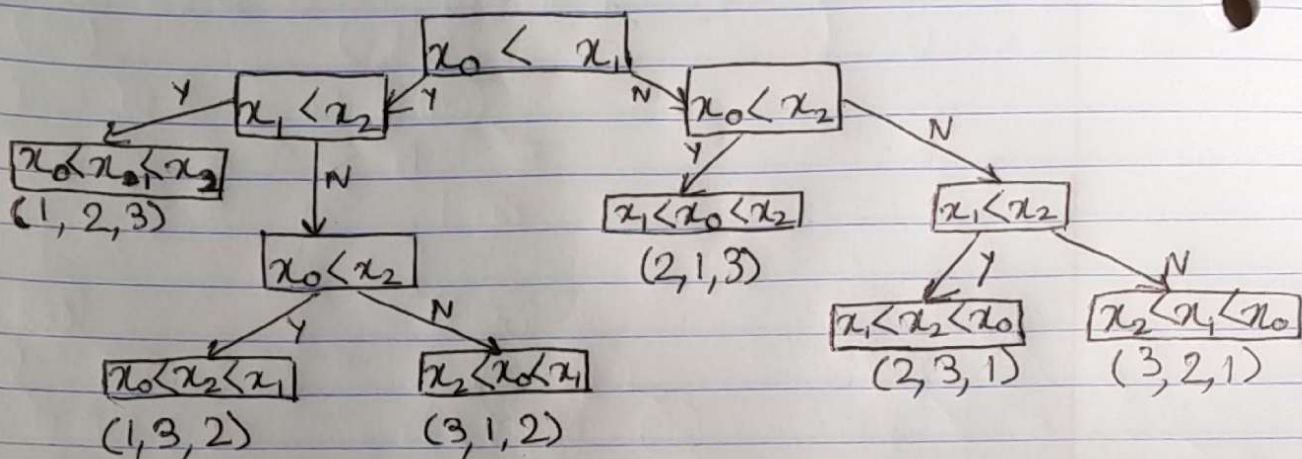 x₀ < x₁
Y Y N
x₁ < x₂ x₀ < x₂
N
x₀<x₁<x₂ N Y
(1, 2, 3) x₁<x₀<x₂ x₁<x₂
x₀<x₂ (2,1,3) Y N
Y N x₁<x₂<x₀ x₂<x₁<x₀
x₀<x₂<x₁ x₂<x₀<x₁ (2,3,1) (3,2,1)
(1,3,2) (3,1,2)